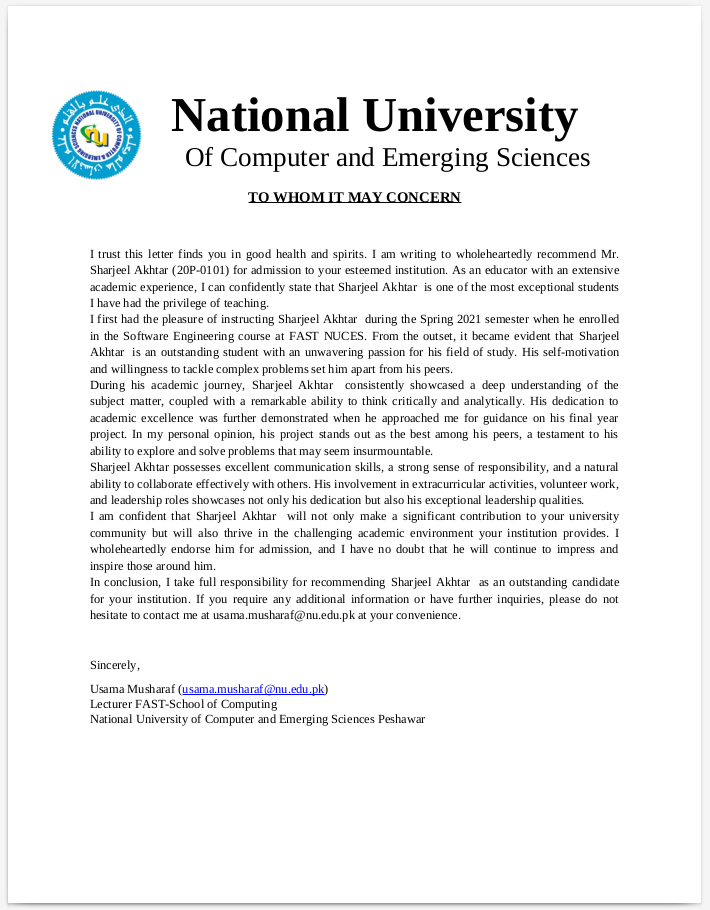 National University
Of Computer and Emerging Sciences
TO WHOM IT MAY CONCERN
I trust this letter finds you in good health and spirits. I am writing to wholeheartedly recommend Mr.
Sharjeel Akhtar (20P-0101) for admission to your esteemed institution. As an educator with an extensive
academic experience, I can confidently state that Sharjeel Akhtar  is one of the most exceptional students
I have had the privilege of teaching.
I first had the pleasure of instructing Sharjeel Akhtar  during the Spring 2021 semester when he enrolled
in the Software Engineering course at FAST NUCES. From the outset, it became evident that Sharjeel
Akhtar  is an outstanding student with an unwavering passion for his field of study. His self-motivation
and willingness to tackle complex problems set him apart from his peers.
During his academic journey, Sharjeel Akhtar  consistently showcased a deep understanding of the
subject matter, coupled with a remarkable ability to think critically and analytically. His dedication to
academic excellence was further demonstrated when he approached me for guidance on his final year
project. In my personal opinion, his project stands out as the best among his peers, a testament to his
ability to explore and solve problems that may seem insurmountable.
Sharjeel Akhtar possesses excellent communication skills, a strong sense of responsibility, and a natural
ability to collaborate effectively with others. His involvement in extracurricular activities, volunteer work,
and leadership roles showcases not only his dedication but also his exceptional leadership qualities.
I am confident that Sharjeel Akhtar  will not only make a significant contribution to your university
community but will also thrive in the challenging academic environment your institution provides. I
wholeheartedly endorse him for admission, and I have no doubt that he will continue to impress and
inspire those around him.
In conclusion, I take full responsibility for recommending Sharjeel Akhtar  as an outstanding candidate
for your institution. If you require any additional information or have further inquiries, please do not
hesitate to contact me at usama.musharaf@nu.edu.pk at your convenience.
Sincerely,
Usama Musharaf (usama.musharaf@nu.edu.pk)
Lecturer FAST-School of Computing
National University of Computer and Emerging Sciences Peshawar